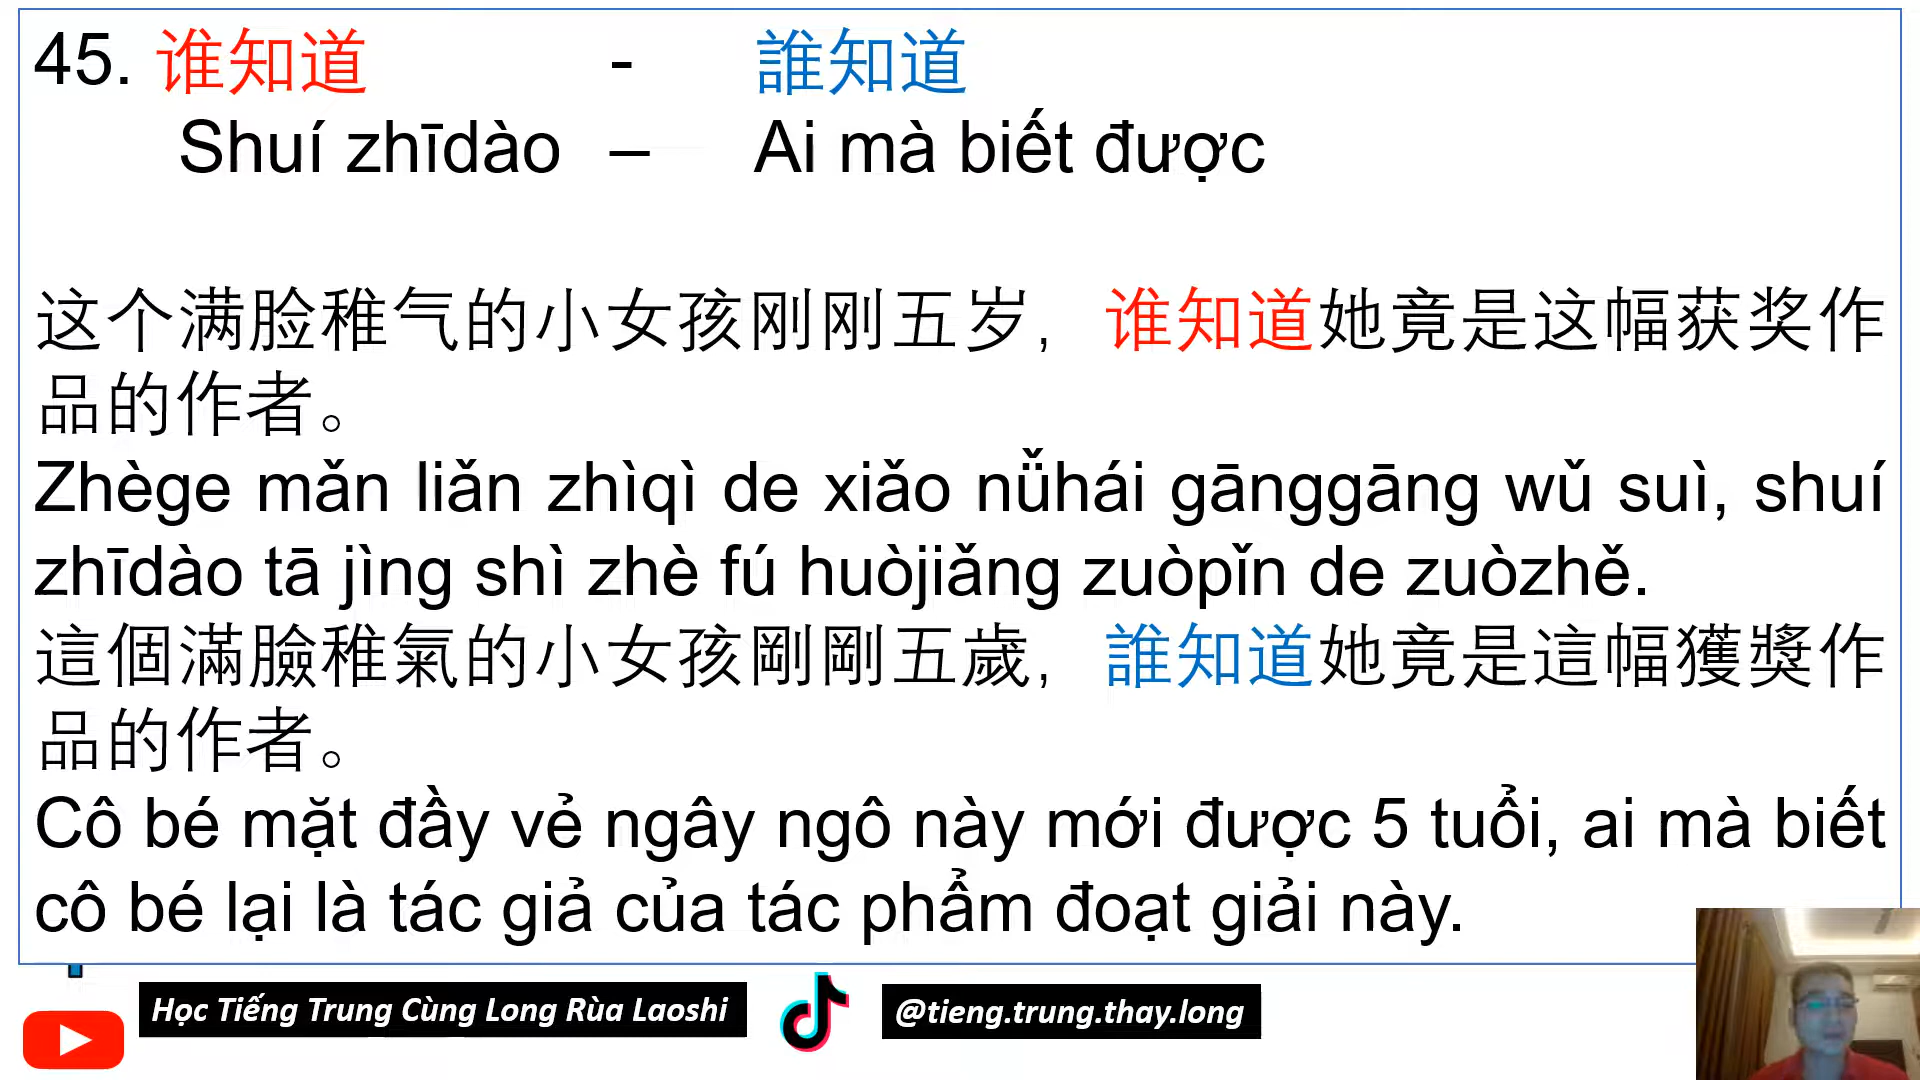 45. 谁知道 - 誰知道
Shuí zhīdào – Ai mà biết được
这个满脸稚气的小女孩刚刚五岁, 谁知道她竟是这幅获奖作
品的作者。
Zhège mǎn liǎn zhìqì de xiǎo nǚhái gānggāng wǔ suì, shuí
zhīdào tā jìng shì zhè fú huòjiǎng zuòpǐn de zuòzhě.
這個滿臉稚氣的小女孩剛剛五歲, 誰知道她竟是這幅獲獎作
品的作者。
Cô bé mặt đầy vẻ ngây ngô này mới được 5 tuổi, ai mà biết
cô bé lại là tác giả của tác phẩm đoạt giải này.
Học Tiếng Trung Cùng Long Rùa Laoshi
@tieng.trung.thay.long